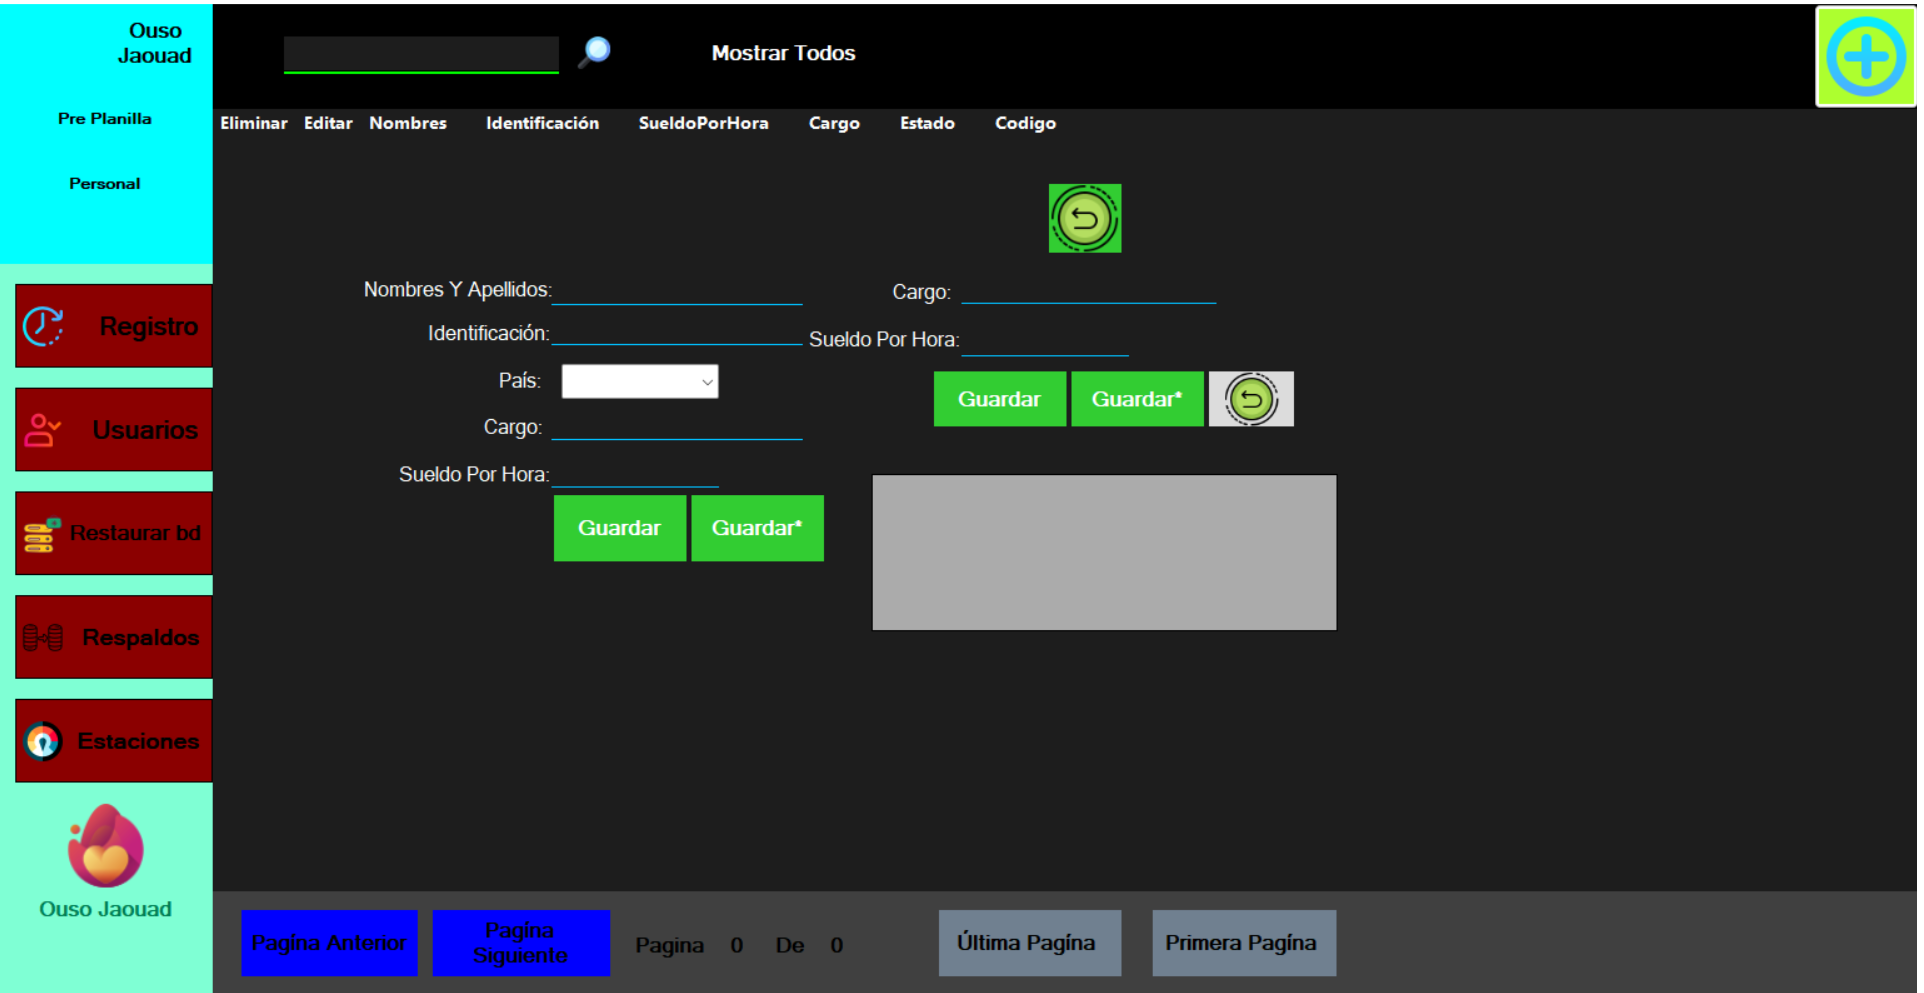 Ouso
Jaouad
Pre Planilla
Personal
Mostrar Todos
Eliminar Editar Nombres Identificación SueldoPorHora Cargo Estado Codigo
Registro
Usuarios
Restaurar bd
Respaldos
Estaciones
Ouso Jaouad
Nombres Y Apellidos:
Identificación:
País:
Cargo:
Sueldo Por Hora:
Guardar Guardar*
Cargo:
Sueldo Por Hora:
Guardar Guardar*
Pagína Anterior
Pagína
Siguiente
Pagina 0 De 0
Última Pagína
Primera Pagína